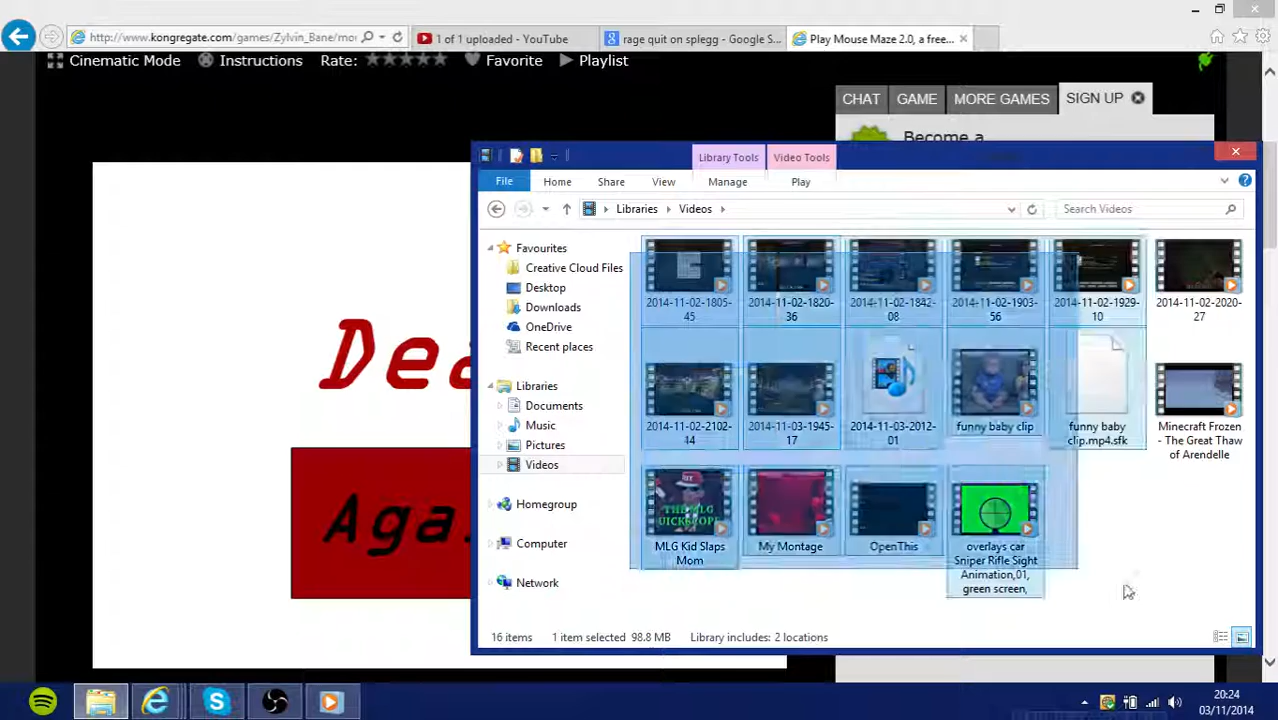 http://www.kongregate.com/games/Zylvin_Bane/mo
1 of 1 uploaded - YouTube
rage quit on splegg - Google S...
Play Mouse Maze 2.0, a free...
Cinematic Mode
Instructions
Rate:
Favorite
Playlist
CHAT
GAME
MORE GAMES
SIGN UP
Become a
Library Tools
Video Tools
File
Home
Share
View
Manage
Play
Libraries
Videos
Search Videos
Favourites
Creative Cloud Files
Desktop
Downloads
OneDrive
Recent places
Libraries
Documents
Music
Pictures
Videos
Homegroup
Computer
Network
2014-11-02-1805-
45
2014-11-02-1820-
36
2014-11-02-1842-
08
2014-11-02-1903-
56
2014-11-02-1929-
10
2014-11-02-2020-
27
2014-11-02-2102-
44
2014-11-03-1945-
17
2014-11-03-2012-
01
funny baby clip
funny baby
clip.mp4.sfk
Minecraft Frozen
- The Great Thaw
of Arendelle
THE MLG
MLG Kid Slaps
Mom
My Montage
OpenThis
overlays car
Sniper Rifle Sight
Animation,01,
green screen,
16 items
1 item selected 98.8 MB
Library includes: 2 locations
20:24
03/11/2014